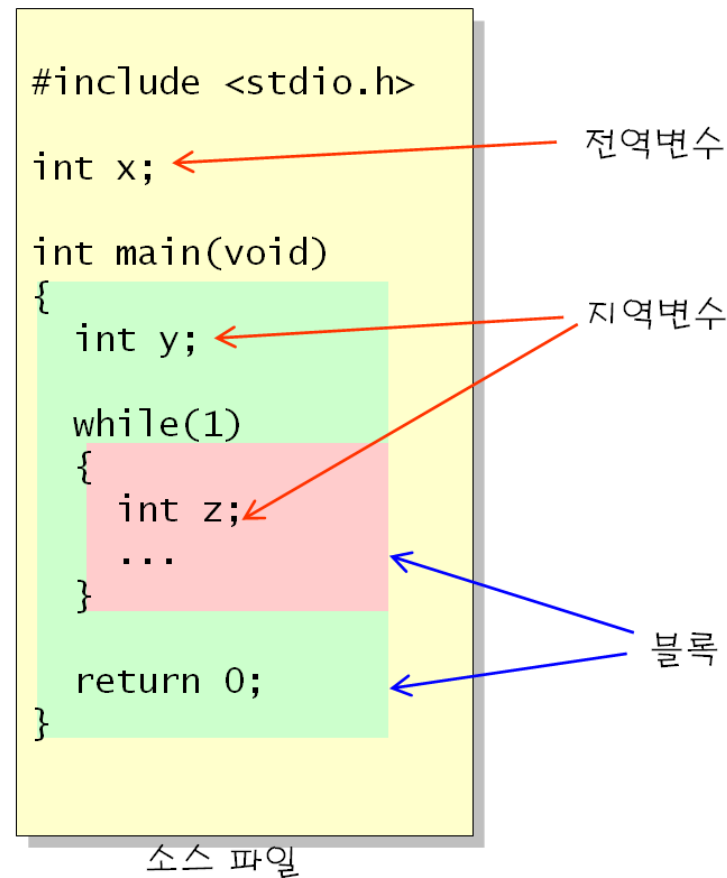 #include <stdio.h>
int x;
전역변수
int main(void)
{
int y;
지역변수
while(1)
{
int z;
...
}
블록
return 0;
}
소스 파일